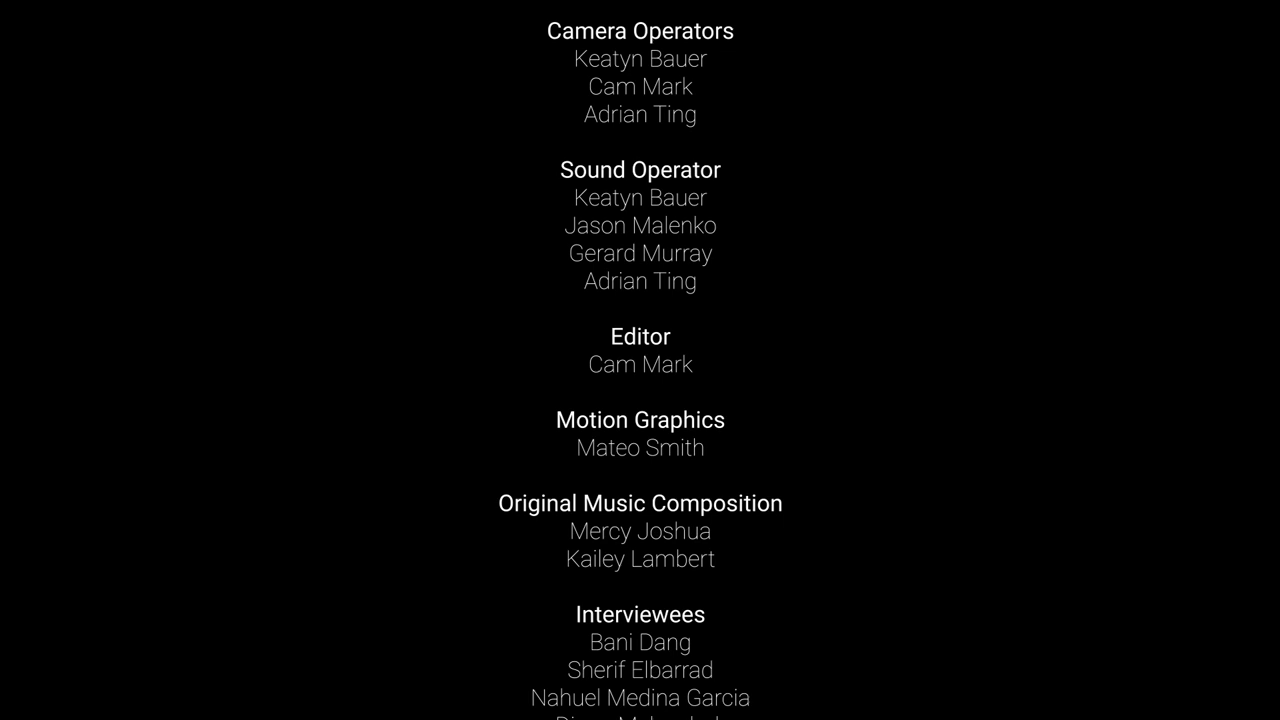 Camera Operators
Keatyn Bauer
Cam Mark
Adrian Ting
Sound Operator
Keatyn Bauer
Jason Malenko
Gerard Murray
Adrian Ting
Editor
Cam Mark
Motion Graphics
Mateo Smith
Original Music Composition
Mercy Joshua
Kailey Lambert
Interviewees
Bani Dang
Sherif Elbarrad
Nahuel Medina Garcia